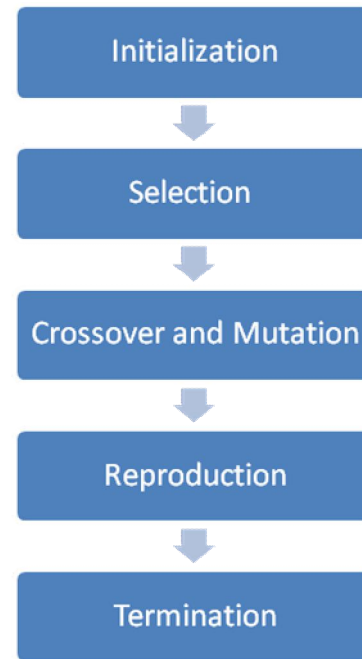 Initialization
Selection
Crossover and Mutation
Reproduction
Termination